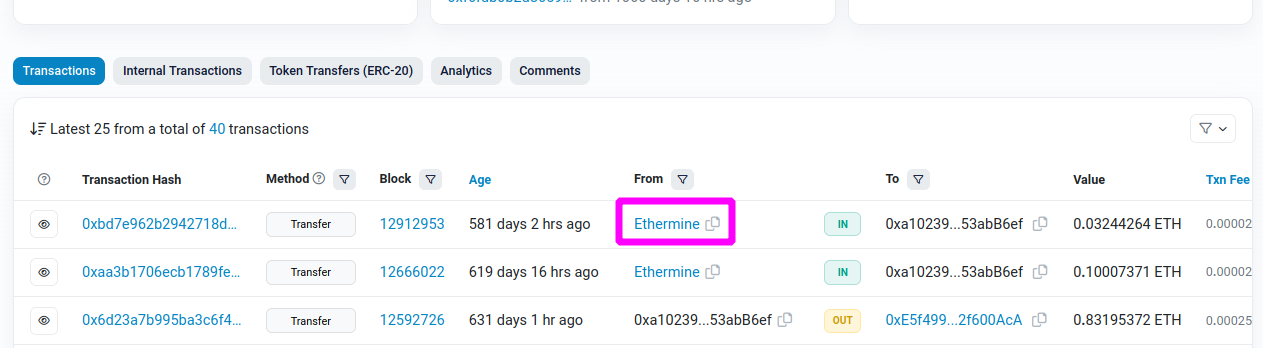 from 1000 days 16 hrs ago
Transactions Internal Transactions Token Transfers (ERC-20) Analytics Comments
Latest 25 from a total of 40 transactions
Transaction Hash Method Block Age From To Value Txn Fee
0xbd7e962b2942718d... Transfer 12912953 581 days 2 hrs ago Ethermine IN 0xa10239...53abB6ef 0.03244264 ETH 0.00002
0xaa3b1706ecb1789fe... Transfer 12666022 619 days 16 hrs ago Ethermine IN 0xa10239...53abB6ef 0.10007371 ETH 0.00002
0x6d23a7b995ba3c6f4... Transfer 12592726 631 days 1 hr ago 0xa10239...53abB6ef OUT 0xE5f499...2f600AcA 0.83195372 ETH 0.00025